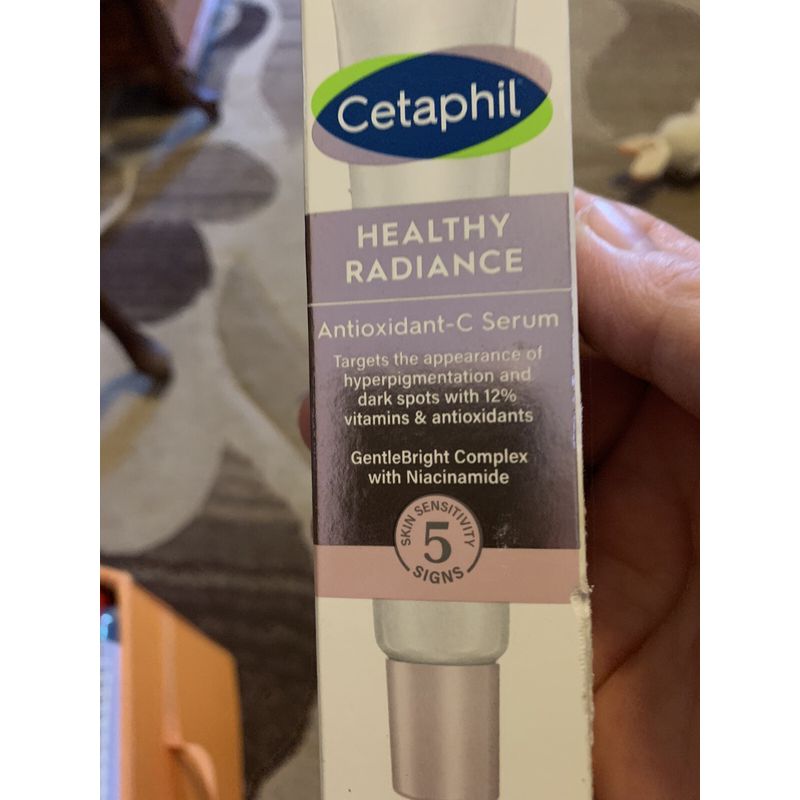 Cetaphil
HEALTHY
RADIANCE
Antioxidant-C Serum
Targets the appearance of
hyperpigmentation and
dark spots with 12%
vitamins & antioxidants
GentleBright Complex
with Niacinamide
SKIN SENSITIVITY
5
SIGNS